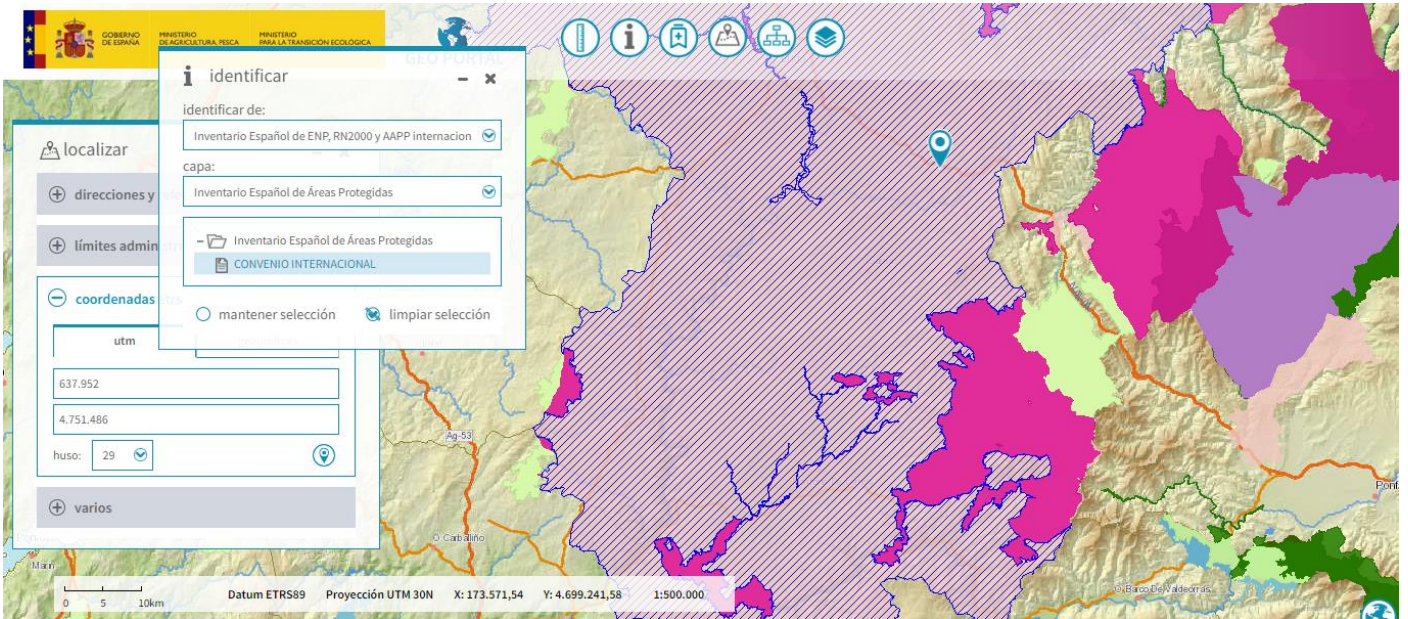 GOBIERNO
DE ESPAÑA
MINISTERIO
DE AGRICULTURA, PESCA
MINISTERIO
PARA LA TRANSICIÓN ECOLÓGICA
GEO PORTAL
i identificar
identificar de:
Inventario Español de ENP, RN2000 y AAPP internacion
capa:
Inventario Español de Áreas Protegidas
Inventario Español de Áreas Protegidas
CONVENIO INTERNACIONAL
mantener selección
limpiar selección
localizar
direcciones y
límites admin
coordenadas
utm
637.952
4.751.486
huso:
29
varios
Ag-53
O Carballiño
O Barco De Valdeorras
0 5 10km
Datum ETRS89 Proyección UTM 30N X: 173.571,54 Y: 4.699.241,58 1:500.000